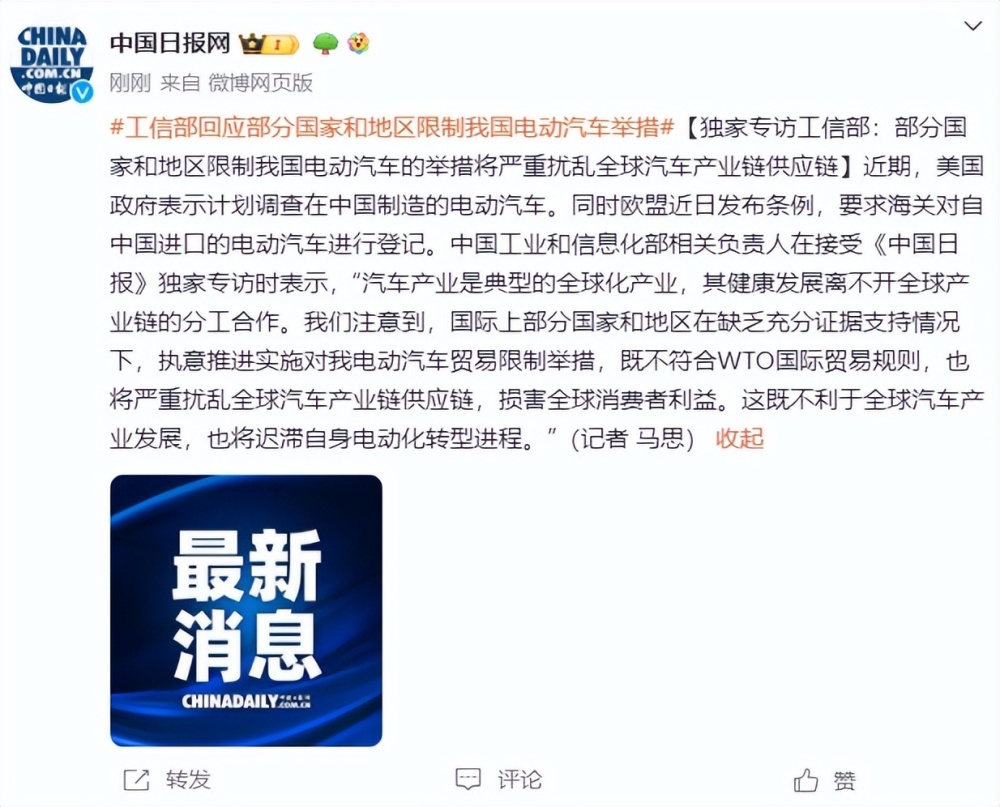 CHINA
DAILY
.COM.CN
中国日报
中国日报网
刚刚 来自 微博网页版
#工信部回应部分国家和地区限制我国电动汽车举措#【独家专访工信部：部分国
家和地区限制我国电动汽车的举措将严重扰乱全球汽车产业链供应链】近期，美国
政府表示计划调查在中国制造的电动汽车。同时欧盟近日发布条例，要求海关对自
中国进口的电动汽车进行登记。中国工业和信息化部相关负责人在接受《中国日
报》独家专访时表示，“汽车产业是典型的全球化产业，其健康发展离不开全球产
业链的分工合作。我们注意到，国际上部分国家和地区在缺乏充分证据支持情况
下，执意推进实施对我电动汽车贸易限制举措，既不符合WTO国际贸易规则，也
将严重扰乱全球汽车产业链供应链，损害全球消费者利益。这既不利于全球汽车产
业发展，也将迟滞自身电动化转型进程。”（记者 马思） 收起
最新
消息
CHINADAILY 中国日报网 .COM.CN
转发 评论 赞